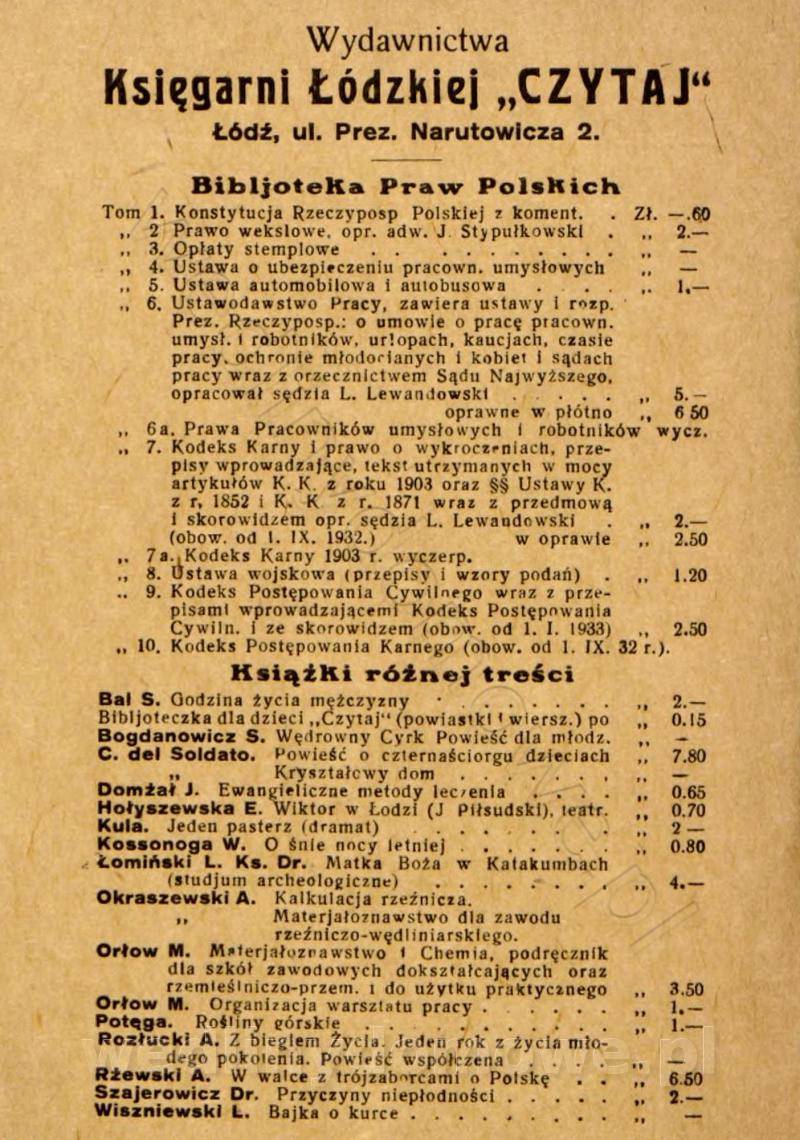 Wydawnictwa
Księgarni Łódzkiej „CZYTAJ“
Łódź, ul. Prez. Narutowicza 2.
Bibljoteka Praw Polskich
Tom 1. Konstytucja Rzeczyposp Polskiej z koment. . Zł. —.60
„ 2 Prawo wekslowe, opr. adw. J. Stypułkowski . „ 2.—
„ 3. Opłaty stemplowe . . . . . . . . . „ —
„ 4. Ustawa o ubezpieczeniu pracown. umysłowych „ —
„ 5. Ustawa automobilowa i autobusowa . . . . „ 1.—
„ 6. Ustawodawstwo Pracy, zawiera ustawy i rozp.
Prez. Rzeczyposp.: o umowie o pracę pracown.
umysł. i robotników, urlopach, kaucjach, czasie
pracy, ochronie młodocianych i kobiet i sądach
pracy wraz z orzecznictwem Sądu Najwyższego,
opracował sędzia L. Lewandowski . . . . . „ 5.—
oprawne w płótno „ 6 50
„ 6a. Prawa Pracowników umysłowych i robotników wycz.
„ 7. Kodeks Karny i prawo o wykroczeniach, prze-
pisy wprowadzające, tekst utrzymanych w mocy
artykułów K. K. z roku 1903 oraz §§ Ustawy K.
z r. 1852 i K. K z r. 1871 wraz z przedmową
i skorowidzem opr. sędzia L. Lewandowski . „ 2.—
(obow. od 1. IX. 1932.) w oprawie „ 2.50
„ 7a. Kodeks Karny 1903 r. wyczerp.
„ 8. Ustawa wojskowa (przepisy i wzory podań) . „ 1.20
„ 9. Kodeks Postępowania Cywilnego wraz z prze-
pisami wprowadzającemi Kodeks Postępowania
Cywiln. i ze skorowidzem (obow. od 1. I. 1933) „ 2.50
„ 10. Kodeks Postępowania Karnego (obow. od 1. IX. 32 r.).
Książki różnej treści
Bal S. Godzina życia mężczyzny . . . . . . . . „ 2.—
Bibljoteczka dla dzieci „Czytaj“ (powiastki i wiersz.) po „ 0.15
Bogdanowicz S. Wędrowny Cyrk Powieść dla młodz. „ —
C. del Soldato. Powieść o czternaściorgu dzieciach „ 7.80
„ Kryształowy dom . . . . . . . „ —
Domżał J. Ewangieliczne metody leczenia . . . . „ 0.65
Hołyszewska E. Wiktor w Łodzi (J Piłsudski), teatr. „ 0.70
Kula. Jeden pasterz (dramat) . . . . . . . „ 2 —
Kossonoga W. O śnie nocy letniej . . . . . . . „ 0.80
Łomiński L. Ks. Dr. Matka Boża w Katakumbach
(studjum archeologiczne) . . . . . . . . „ 4.—
Okraszewski A. Kalkulacja rzeźnicza.
„ Materjałoznawstwo dla zawodu
rzeźniczo-wędliniarskiego.
Orłow M. Materjałoznawstwo i Chemia, podręcznik
dla szkół zawodowych dokształcających oraz
rzemieślniczo-przem. i do użytku praktycznego „ 3.50
Orłow M. Organizacja warsztatu pracy . . . . . . „ 1.—
Potęga. Rośliny górskie . . . . . . . . . . „ 1.—
Rozłucki A. Z biegiem Życia. Jeden rok z życia mło-
dego pokolenia. Powieść współczena . . . . „ —
Rżewski A. W walce z trójzaborcami o Polskę . . „ 6.50
Szajerowicz Dr. Przyczyny niepłodności . . . . . „ 2.—
Wiszniewski L. Bajka o kurce . . . . . . . . . „ —